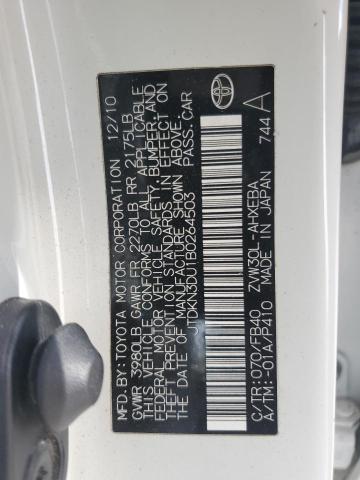 MFD.BY:TOYOTA MOTOR CORPORATION 12/10
GVWR 3980LB GAWR FR 2270LB RR 2175LB
THIS VEHICLE CONFORMS TO ALL APPLICABLE
FEDERAL MOTOR VEHICLE SAFETY, BUMPER, AND
THEFT PREVENTION STANDARDS IN EFFECT ON
THE DATE OF MANUFACTURE SHOWN ABOVE.
JTDKN3DU1B0264503 PASS.CAR
C/TR:070/FB40 ZVW30L-AHXEBA
A/TM:-01A/P410 MADE IN JAPAN 744 A